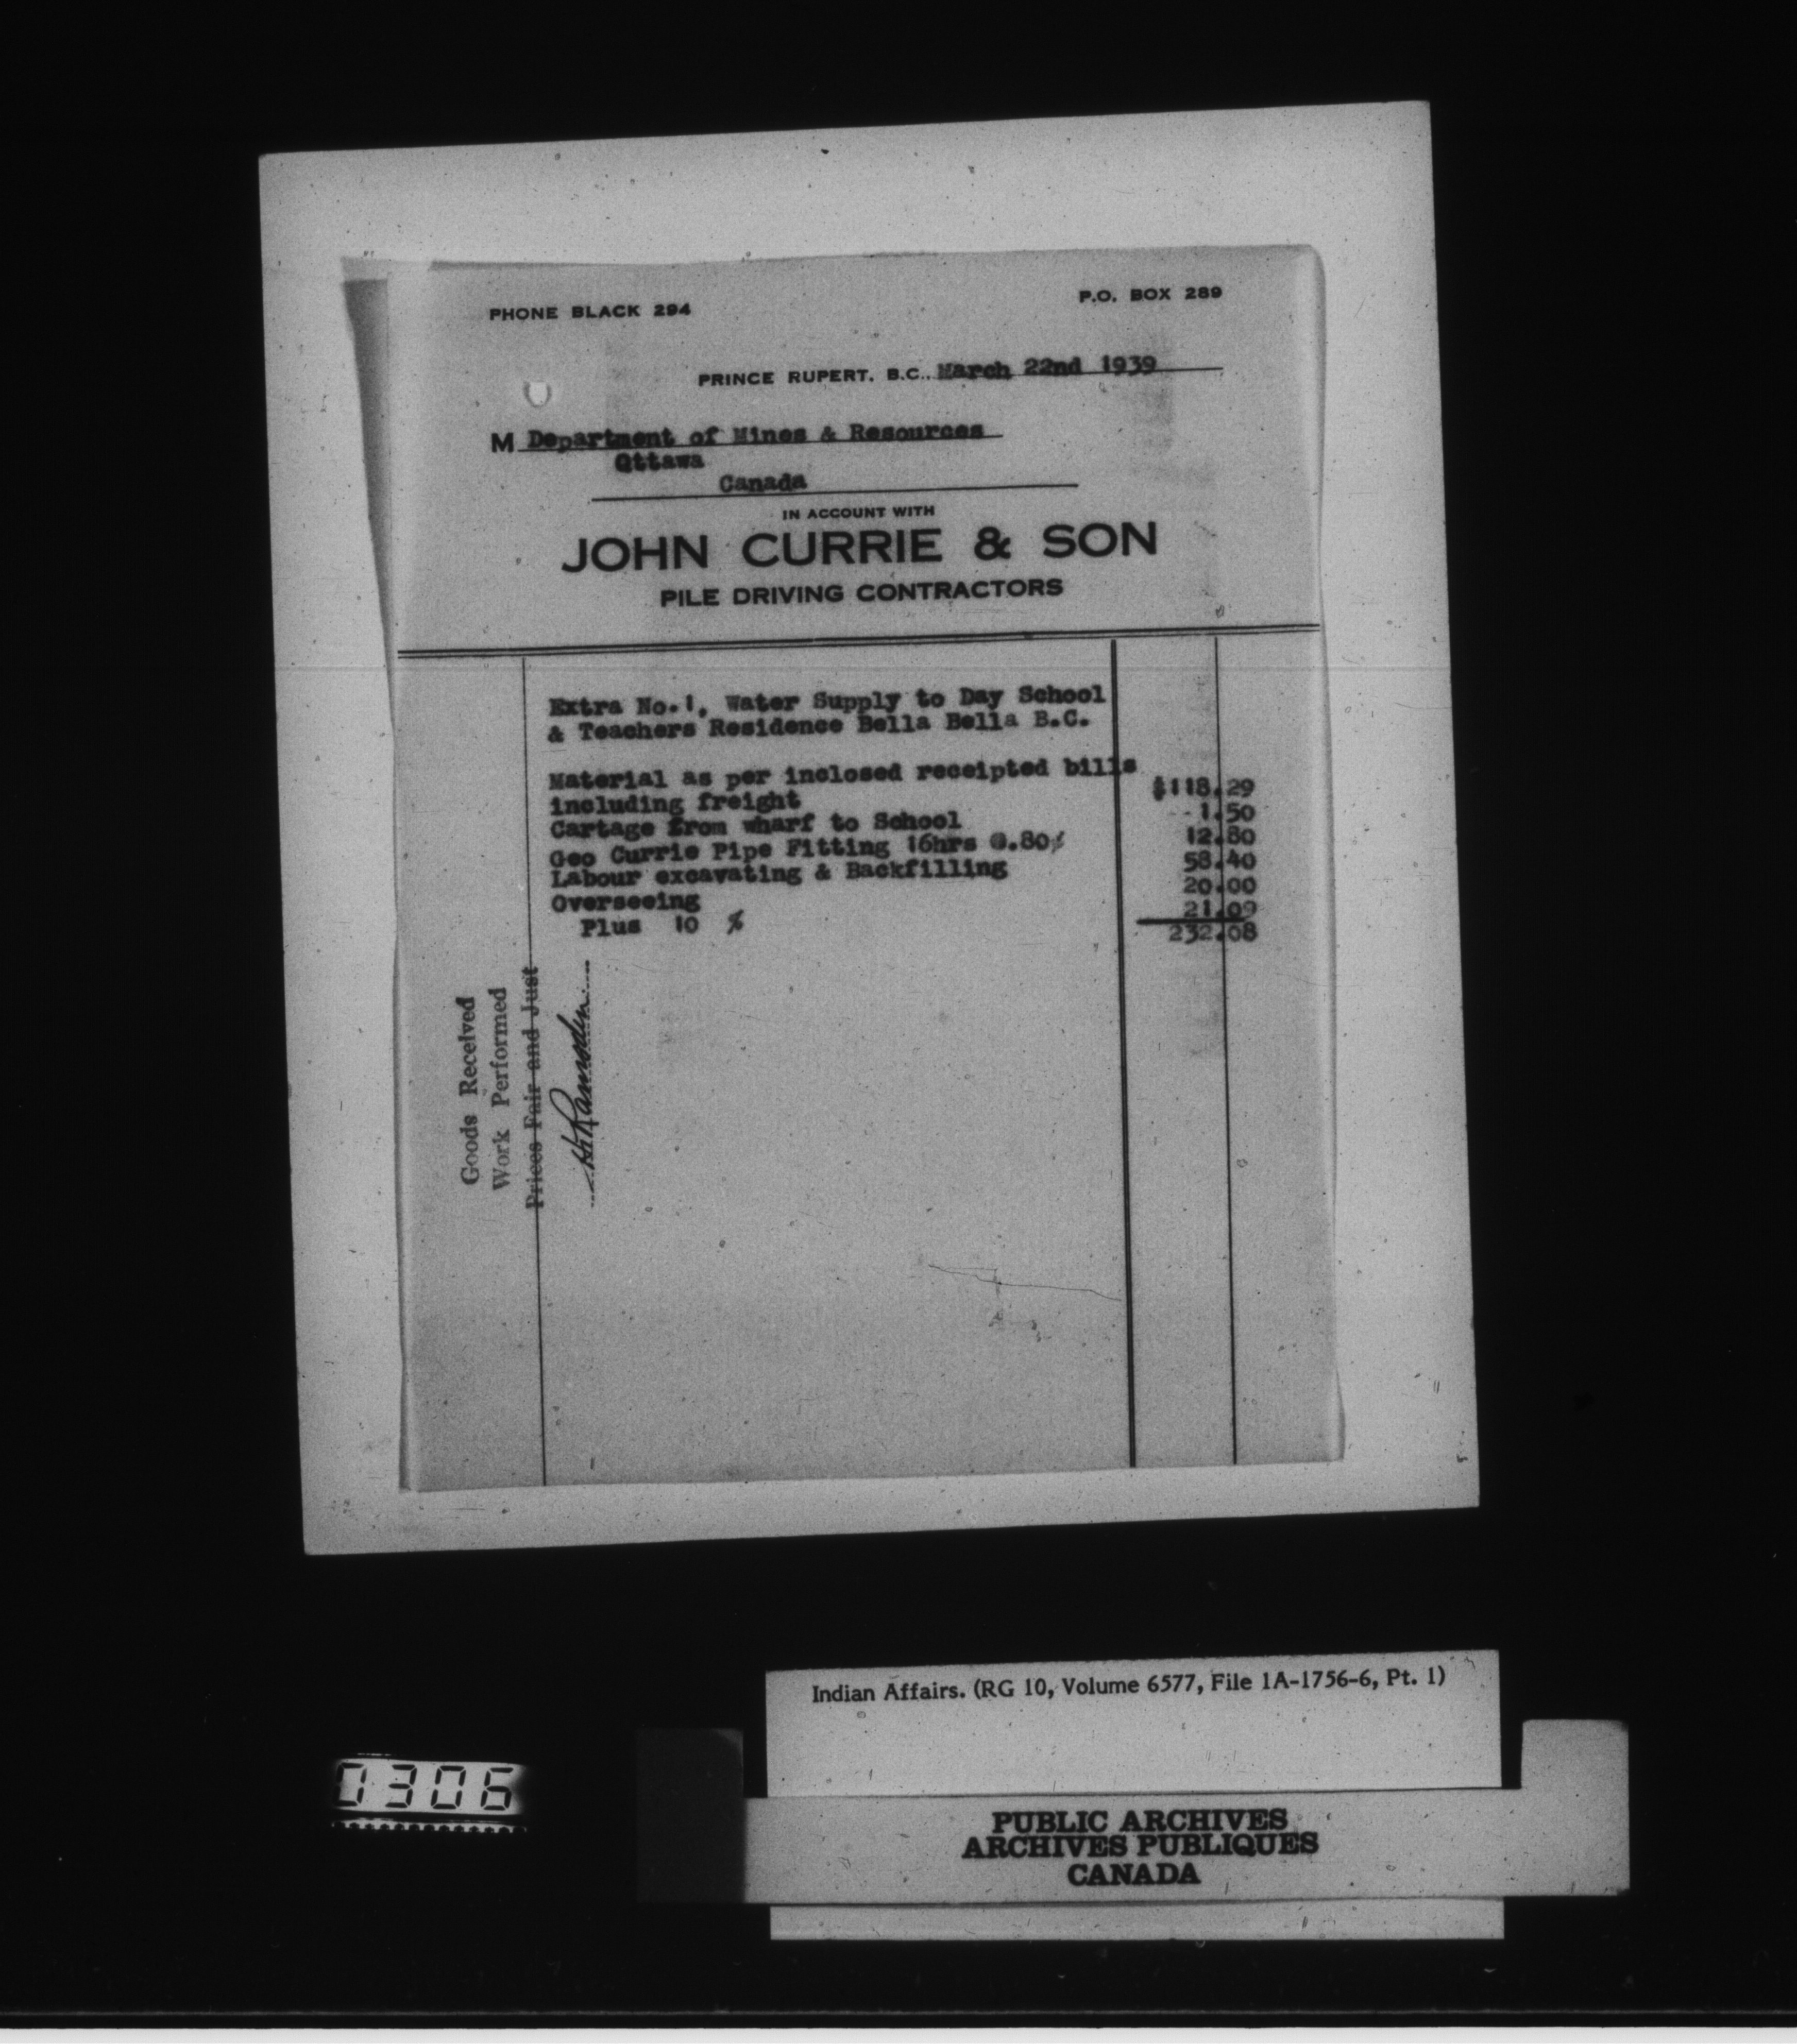 PHONE BLACK 294
P.O. BOX 289
PRINCE RUPERT, B.C., March 22nd 1939
M Department of Mines & Resources
Ottawa
Canada
IN ACCOUNT WITH
JOHN CURRIE & SON
PILE DRIVING CONTRACTORS
Extra No.1, Water Supply to Day School
& Teachers Residence Bella Bella B.C.
Material as per inclosed receipted bills
including freight $118.29
Cartage from wharf to School 1.50
Geo Currie Pipe Fitting 16hrs @.80¢ 12.80
Labour excavating & Backfilling 58.40
Overseeing 20.00
Plus 10 % 21.09
232.08
Goods Received
Work Performed
Prices Fair and Just
Ramsden
Indian Affairs. (RG 10, Volume 6577, File 1A-1756-6, Pt. 1)
0306
PUBLIC ARCHIVES
ARCHIVES PUBLIQUES
CANADA